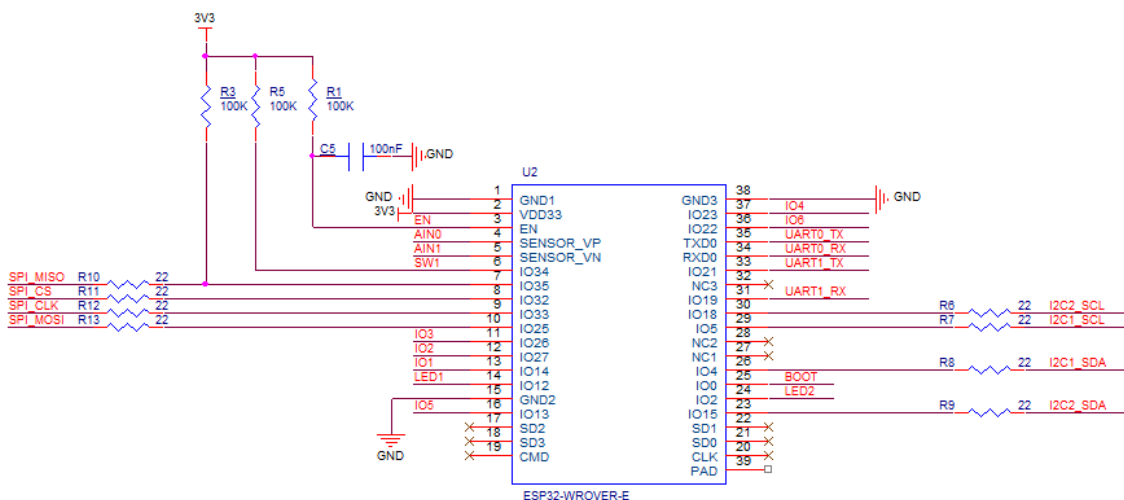 3V3
R3 R5 R1
100K 100K 100K
C5 100nF GND
U2
GND 1 GND1 GND3 38 GND
3V3 2 VDD33 IO23 37 IO4
EN 3 EN IO22 36 IO6
AIN0 4 SENSOR_VP TXD0 35 UART0_TX
AIN1 5 SENSOR_VN RXD0 34 UART0_RX
SW1 6 IO34 IO21 33 UART1_TX
SPI_MISO R10 22 7 IO35 NC3 32
SPI_CS R11 22 8 IO32 IO19 31 UART1_RX
SPI_CLK R12 22 9 IO33 IO18 30 R6 22 I2C2_SCL
SPI_MOSI R13 22 10 IO25 IO5 29 R7 22 I2C1_SCL
IO3 11 IO26 NC2 28
IO2 12 IO27 NC1 27
IO1 13 IO14 IO4 26 R8 22 I2C1_SDA
LED1 14 IO12 IO0 25 BOOT
15 GND2 IO2 24 LED2
IO5 16 IO13 IO15 23 R9 22 I2C2_SDA
17 SD2 SD1 22
18 SD3 SD0 21
GND 19 CMD CLK 20
PAD 39
ESP32-WROVER-E